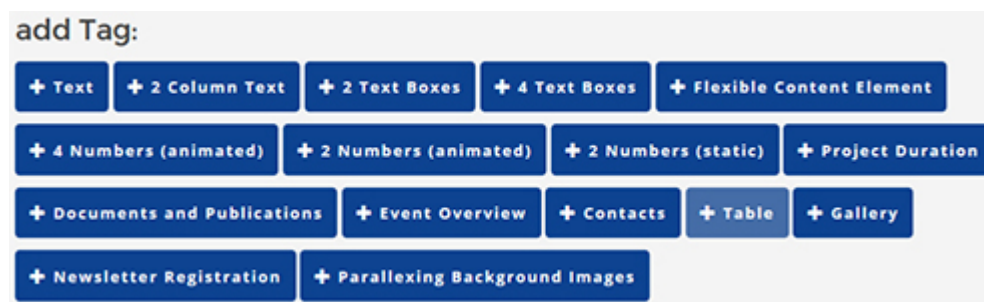 add Tag:
+ Text + 2 Column Text + 2 Text Boxes + 4 Text Boxes + Flexible Content Element
+ 4 Numbers (animated) + 2 Numbers (animated) + 2 Numbers (static) + Project Duration
+ Documents and Publications + Event Overview + Contacts + Table + Gallery
+ Newsletter Registration + Parallexing Background Images